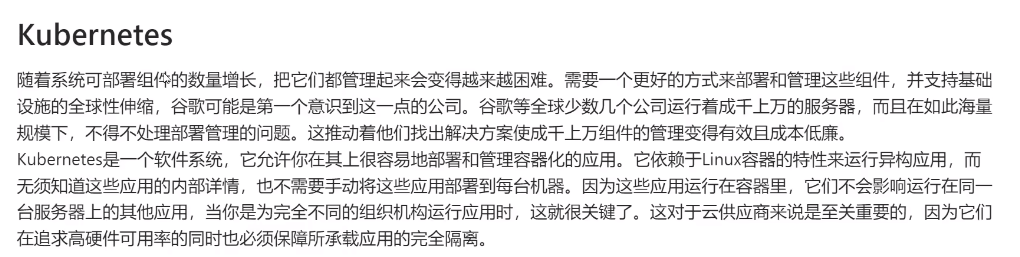 Kubernetes
随着系统可部署组件的数量增长，把它们都管理起来会变得越来越困难。需要一个更好的方式来部署和管理这些组件，并支持基础
设施的全球性伸缩，谷歌可能是第一个意识到这一点的公司。谷歌等全球少数几个公司运行着成千上万的服务器，而且在如此海量
规模下，不得不处理部署管理的问题。这推动着他们找出解决方案使成千上万组件的管理变得有效且成本低廉。
Kubernetes是一个软件系统，它允许你在其上很容易地部署和管理容器化的应用。它依赖于Linux容器的特性来运行异构应用，而
无须知道这些应用的内部详情，也不需要手动将这些应用部署到每台机器。因为这些应用运行在容器里，它们不会影响运行在同一
台服务器上的其他应用，当你是为完全不同的组织机构运行应用时，这就很关键了。这对于云供应商来说是至关重要的，因为它们
在追求高硬件可用率的同时也必须保障所承载应用的完全隔离。